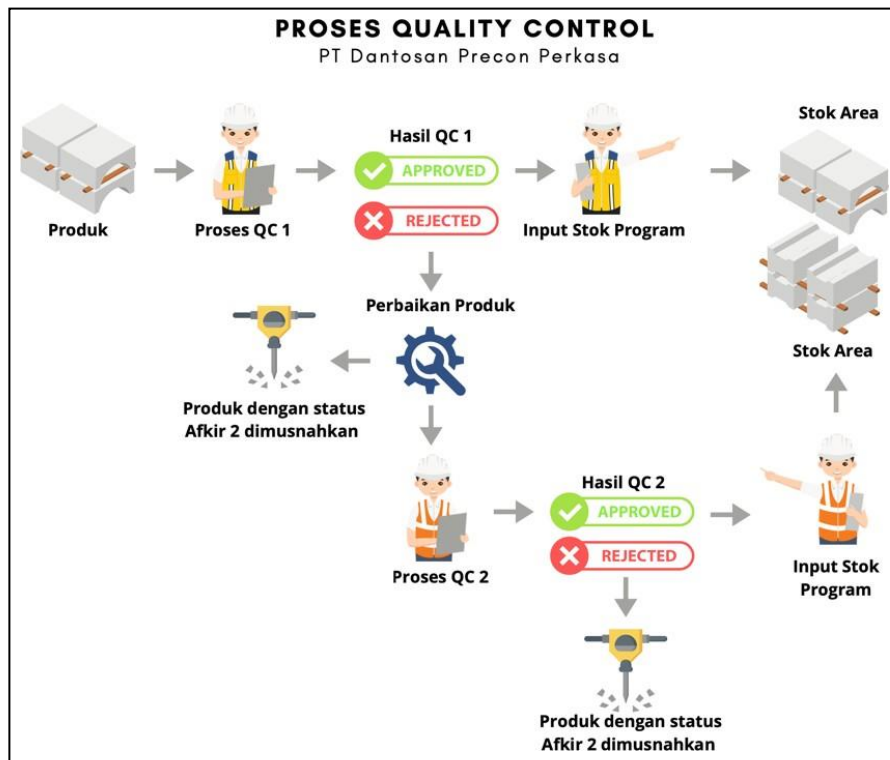 PROSES QUALITY CONTROL
PT Dantosan Precon Perkasa
Stok Area
Hasil QC 1
APPROVED
REJECTED
Produk
Proses QC 1
Input Stok Program
Perbaikan Produk
Stok Area
Produk dengan status
Afkir 2 dimusnahkan
Hasil QC 2
APPROVED
REJECTED
Proses QC 2
Input Stok
Program
Produk dengan status
Afkir 2 dimusnahkan